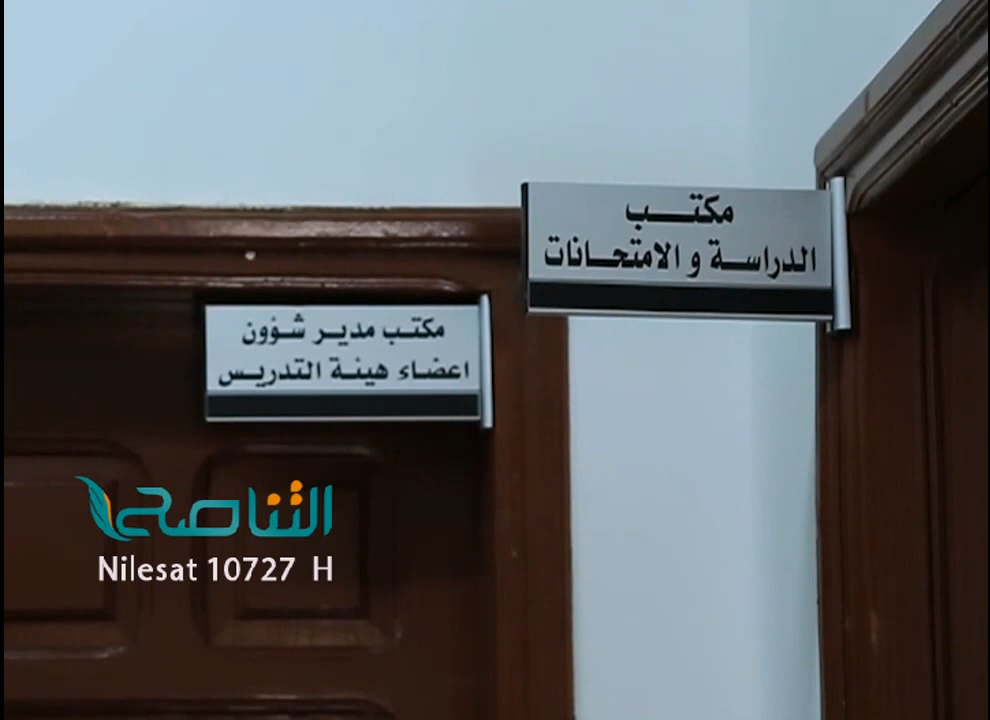 مكتب
الدراسة و الامتحانات
مكتب مدير شؤون
اعضاء هيئة التدريس
التناصح
Nilesat 10727 H